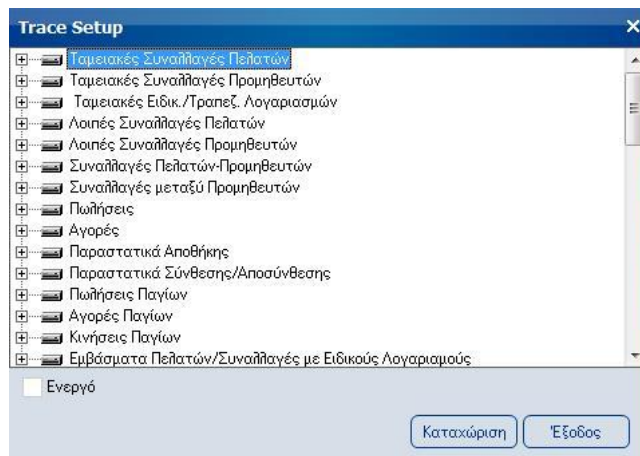 Trace Setup
Ταμειακές Συναλλαγές Πελατών
Ταμειακές Συναλλαγές Προμηθευτών
Ταμειακές Ειδικ./Τραπεζ. Λογαριασμών
Λοιπές Συναλλαγές Πελατών
Λοιπές Συναλλαγές Προμηθευτών
Συναλλαγές Πελατών-Προμηθευτών
Συναλλαγές μεταξύ Προμηθευτών
Πωλήσεις
Αγορές
Παραστατικά Αποθήκης
Παραστατικά Σύνθεσης/Αποσύνθεσης
Πωλήσεις Παγίων
Αγορές Παγίων
Κινήσεις Παγίων
Εμβάσματα Πελατών/Συναλλαγές με Ειδικούς Λογαριαμούς
Ενεργό
Καταχώριση Έξοδος